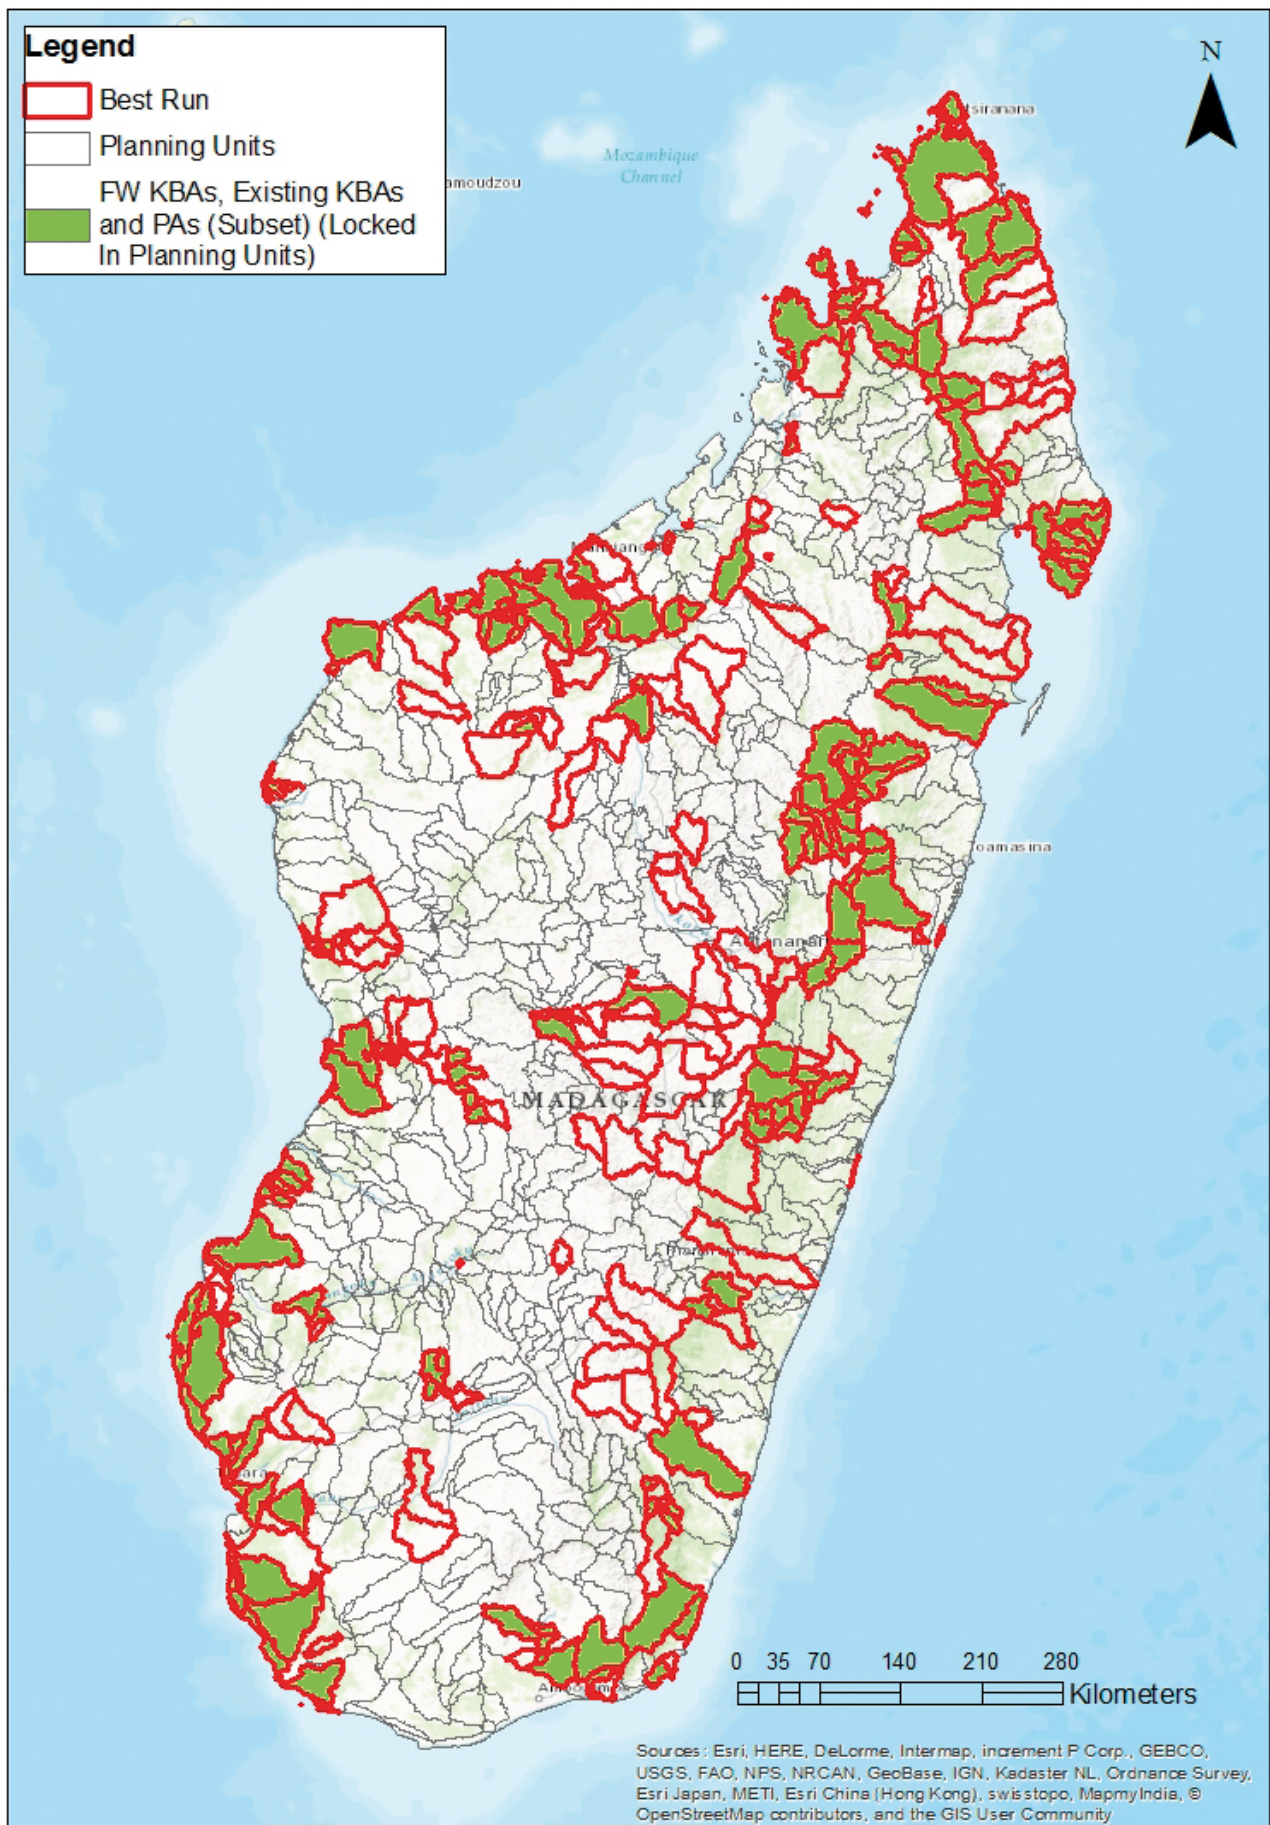 Legend
Best Run
Planning Units
FW KBAs, Existing KBAs
and PAs (Subset) (Locked
In Planning Units)
N
tsiranana
Mozambique
Channel
amoudzou
oamasina
MADAGASCAR
0 35 70 140 210 280
Kilometers
Sources: Esri, HERE, DeLorme, Intermap, increment P Corp., GEBCO,
USGS, FAO, NPS, NRCAN, GeoBase, IGN, Kadaster NL, Ordnance Survey,
Esri Japan, METI, Esri China (Hong Kong), swisstopo, MapmyIndia, ©
OpenStreetMap contributors, and the GIS User Community